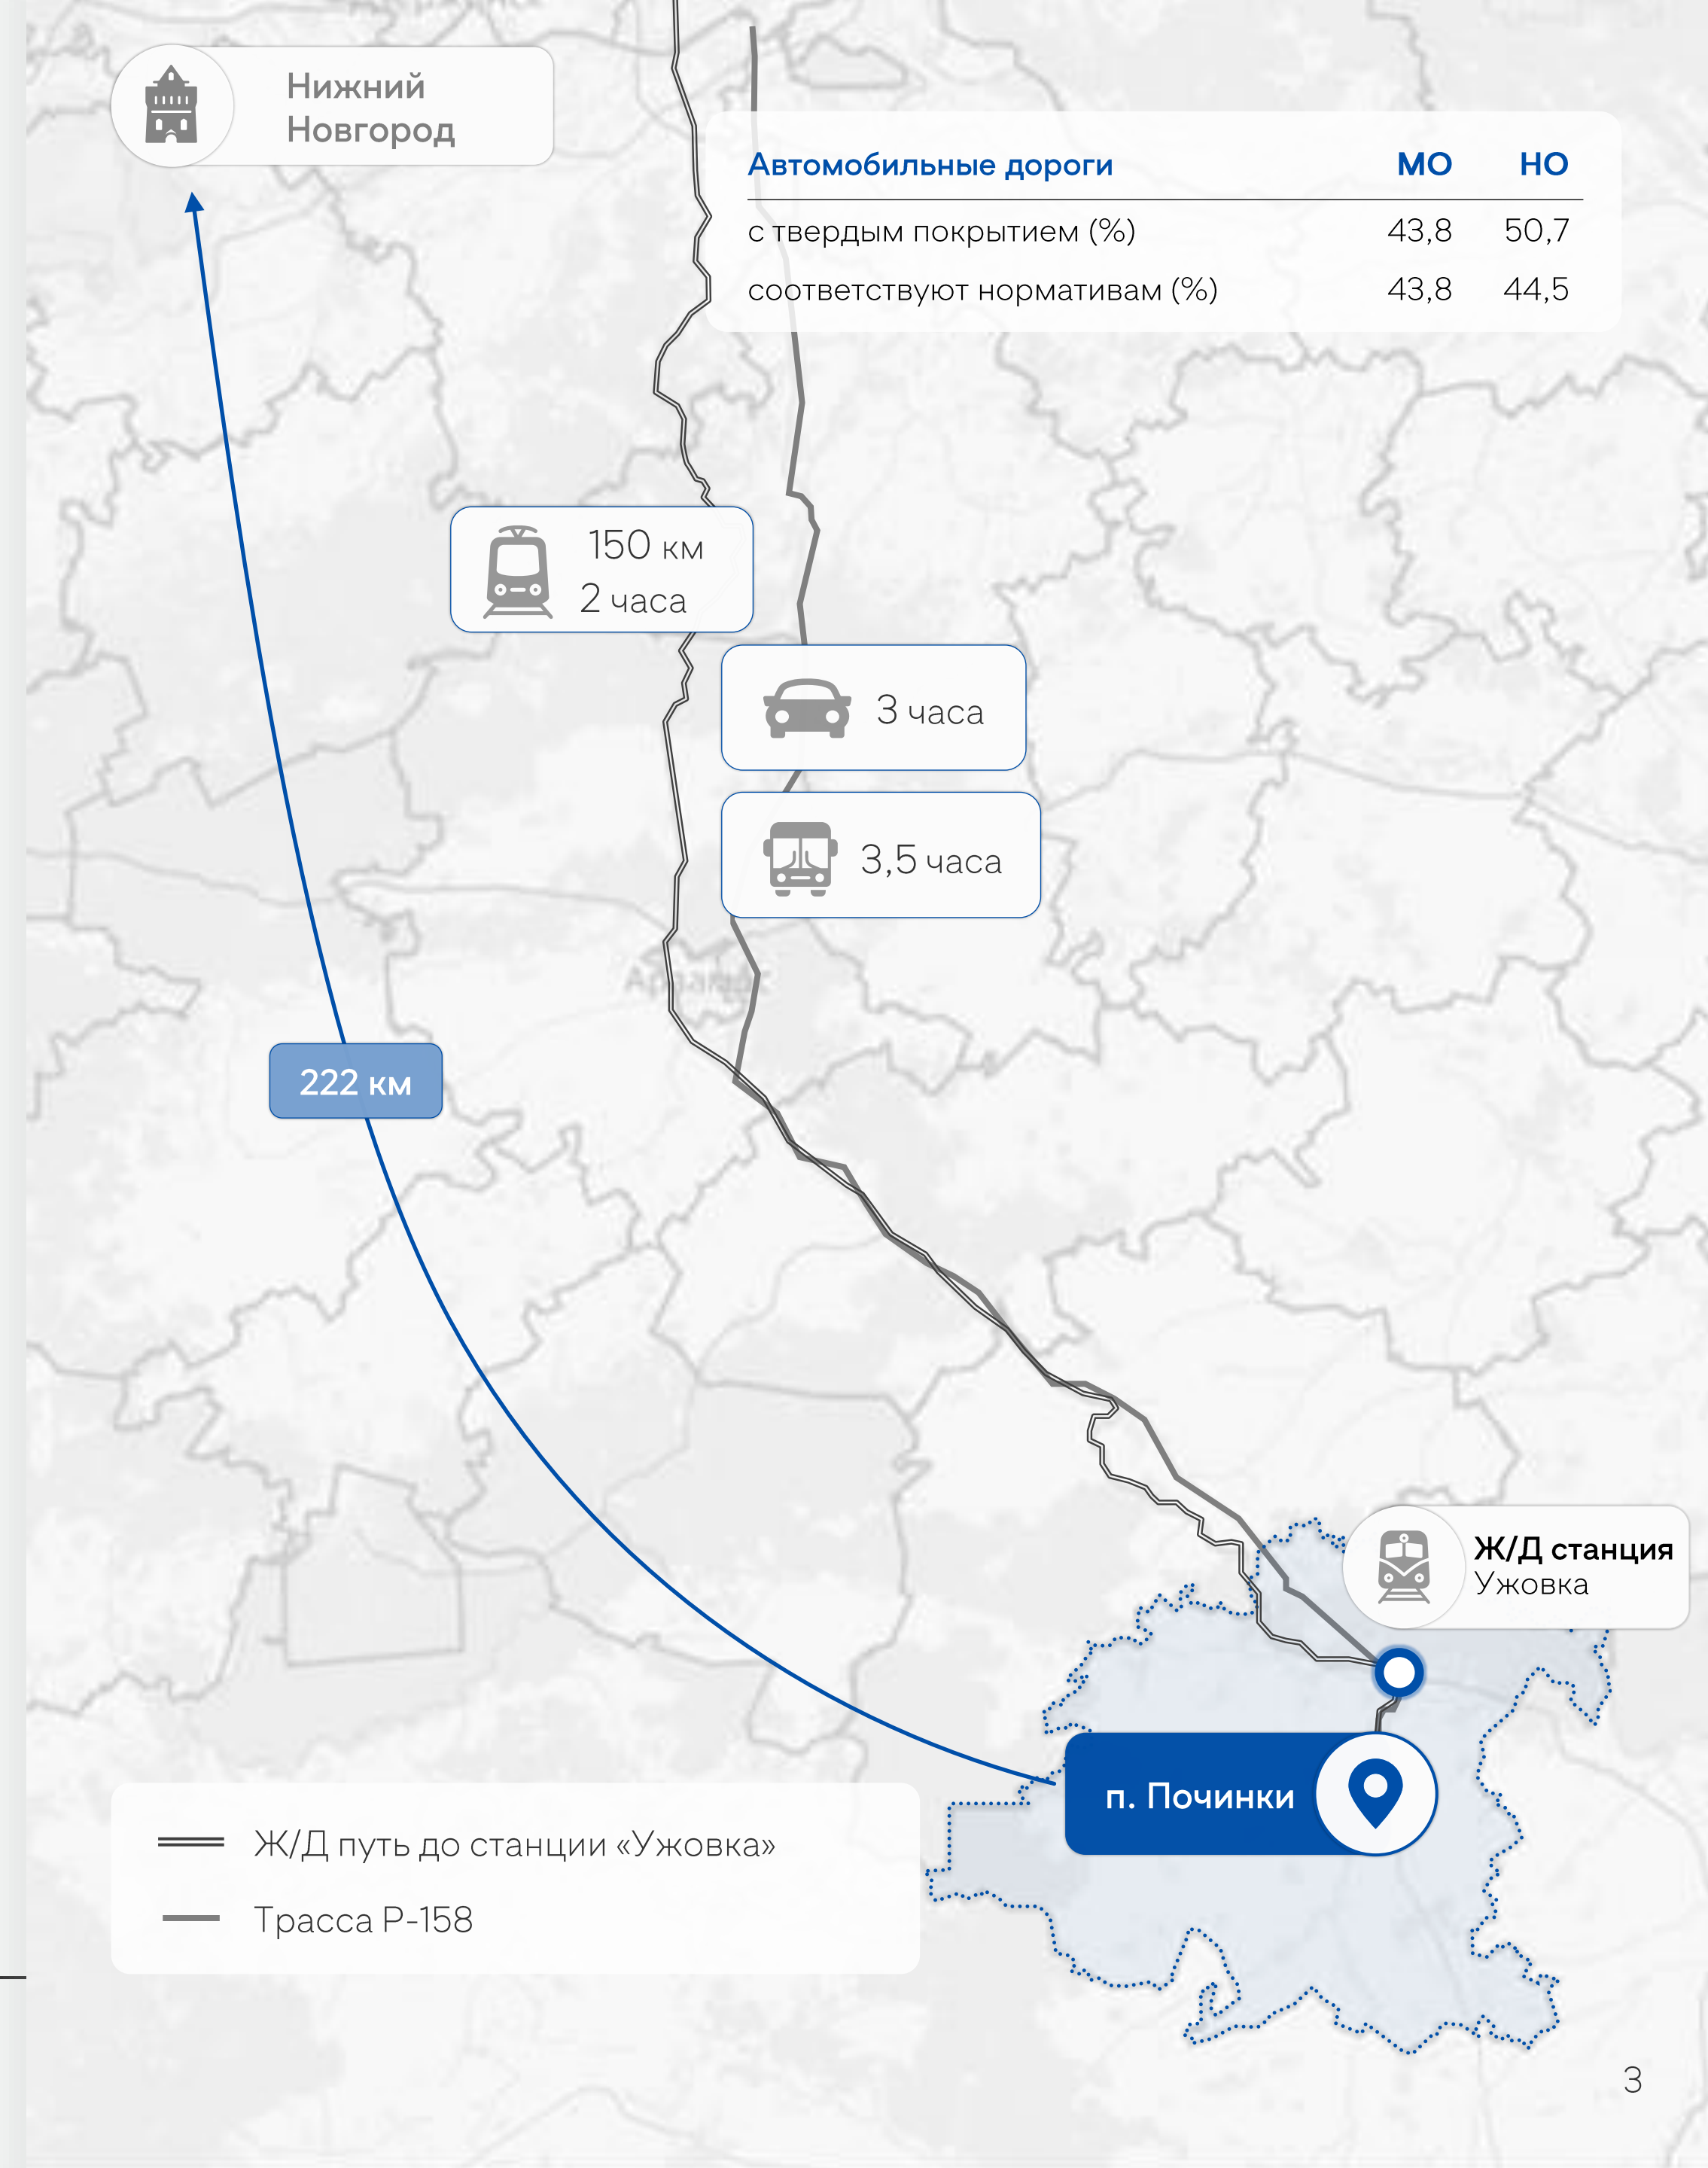 Нижний
Новгород
Автомобильные дороги МО НО
с твердым покрытием (%) 43,8 50,7
соответствуют нормативам (%) 43,8 44,5
150 км
2 часа
3 часа
3,5 часа
222 км
Ж/Д станция
Ужовка
п. Починки
Ж/Д путь до станции «Ужовка»
Трасса Р-158
3